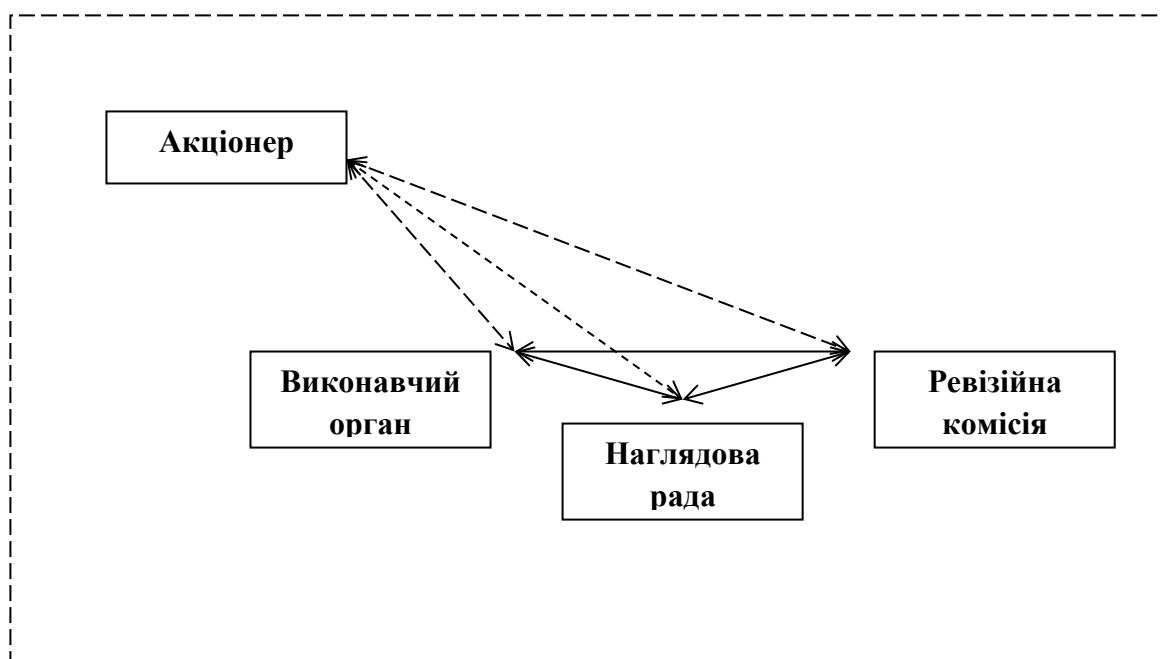 Акціонер
Виконавчий
орган
Ревізійна
комісія
Наглядова
рада